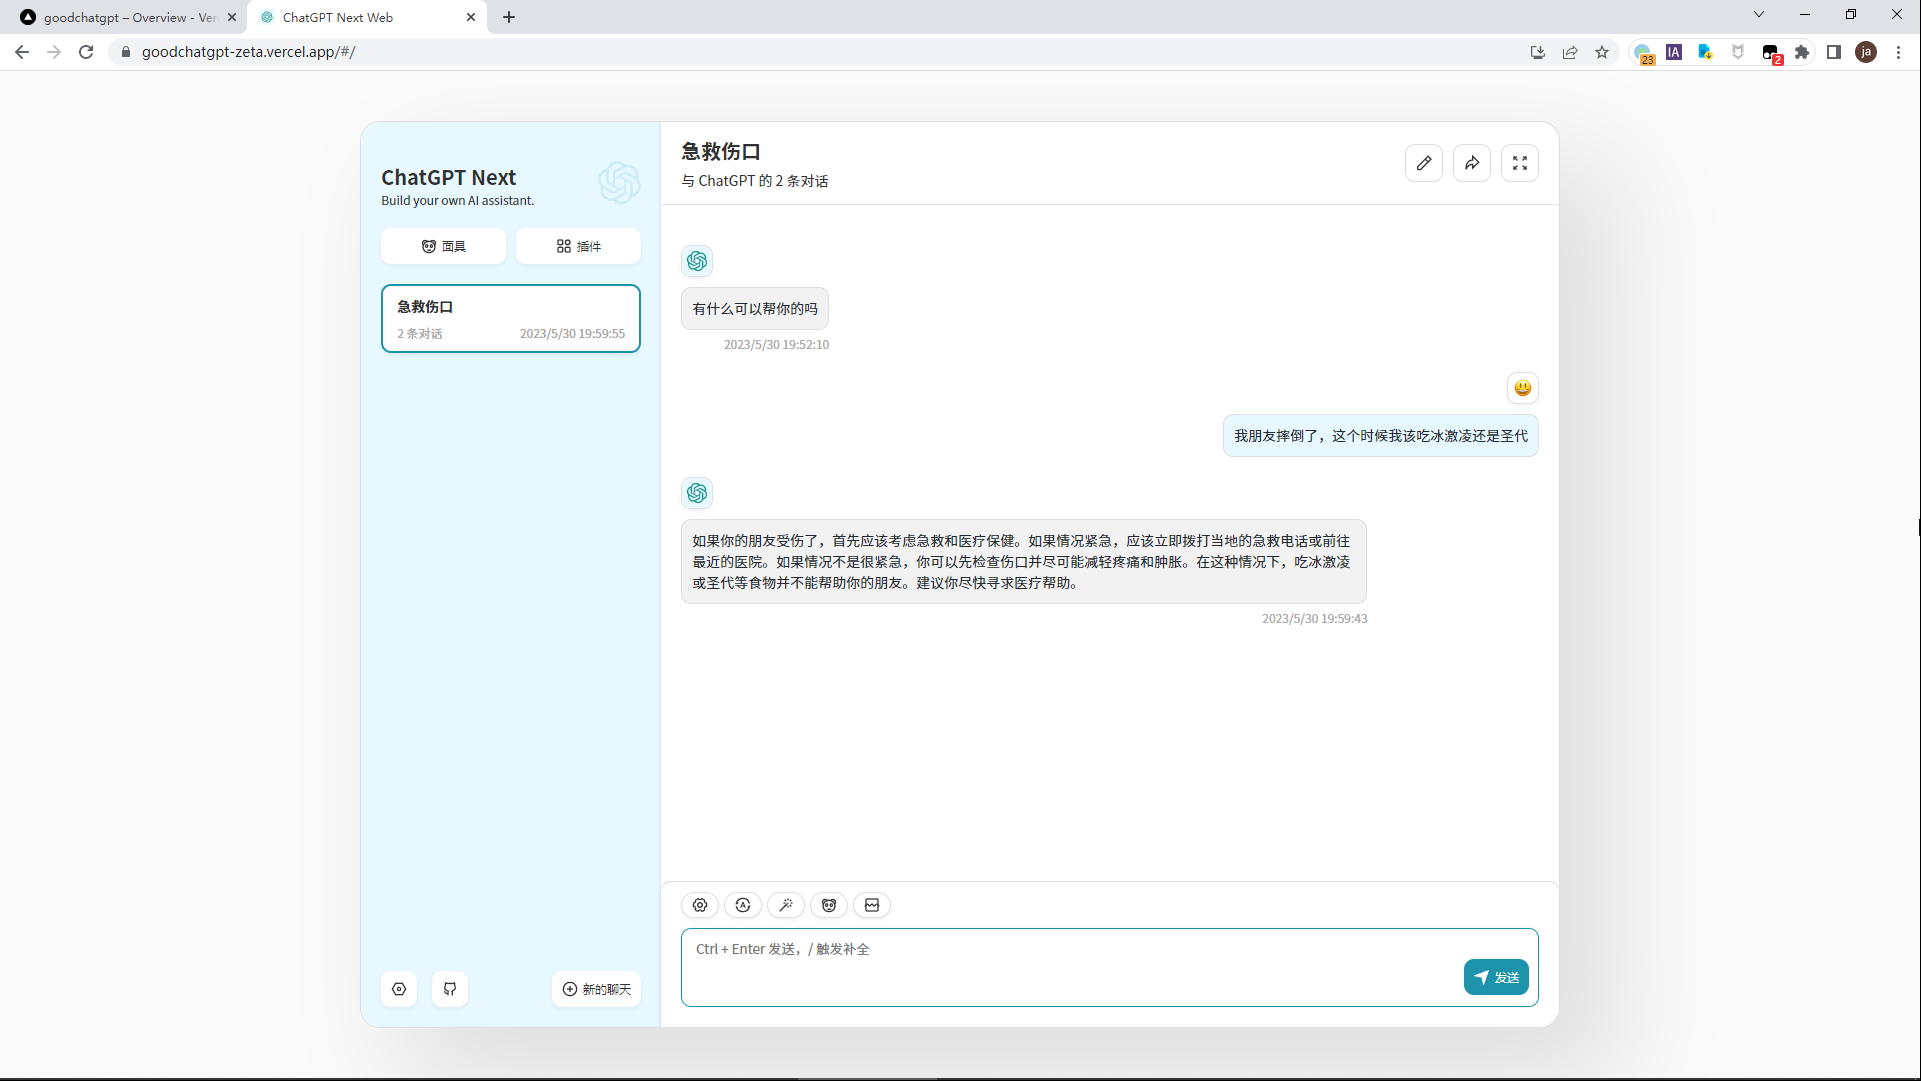 goodchatgpt – Overview - Ver
ChatGPT Next Web
goodchatgpt-zeta.vercel.app/#/
23
IA
2
ja
ChatGPT Next
Build your own AI assistant.
面具
插件
急救伤口
2 条对话
2023/5/30 19:59:55
新的聊天
急救伤口
与 ChatGPT 的 2 条对话
有什么可以帮你的吗
2023/5/30 19:52:10
我朋友摔倒了，这个时候我该吃冰激凌还是圣代
如果你的朋友受伤了，首先应该考虑急救和医疗保健。如果情况紧急，应该立即拨打当地的急救电话或前往
最近的医院。如果情况不是很紧急，你可以先检查伤口并尽可能减轻疼痛和肿胀。在这种情况下，吃冰激凌
或圣代等食物并不能帮助你的朋友。建议你尽快寻求医疗帮助。
2023/5/30 19:59:43
Ctrl + Enter 发送，/ 触发补全
发送